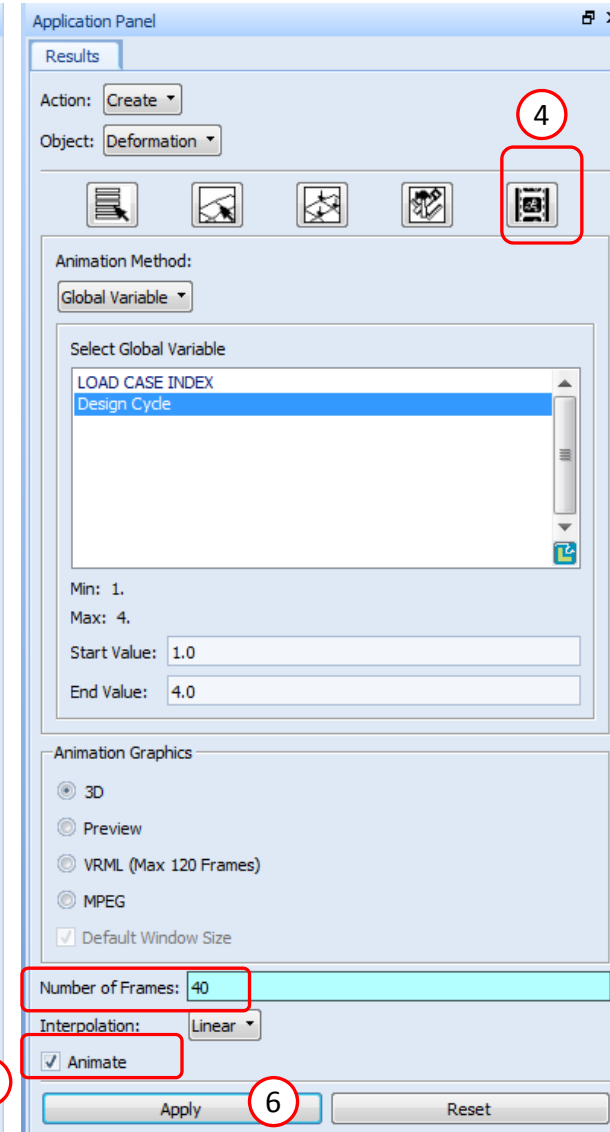 Application Panel
Results
Action: Create
4
Object: Deformation
Animation Method:
Global Variable
Select Global Variable
LOAD CASE INDEX
Design Cycle
Min: 1.
Max: 4.
Start Value: 1.0
End Value: 4.0
Animation Graphics
3D
Preview
VRML (Max 120 Frames)
MPEG
Default Window Size
Number of Frames: 40
Interpolation: Linear
Animate
Apply 6 Reset